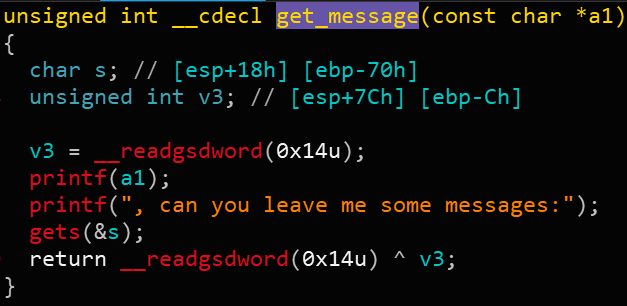 unsigned int __cdecl get_message(const char *a1)
{
char s; // [esp+18h] [ebp-70h]
unsigned int v3; // [esp+7Ch] [ebp-Ch]
v3 = __readgsdword(0x14u);
printf(a1);
printf(", can you leave me some messages:");
gets(&s);
return __readgsdword(0x14u) ^ v3;
}